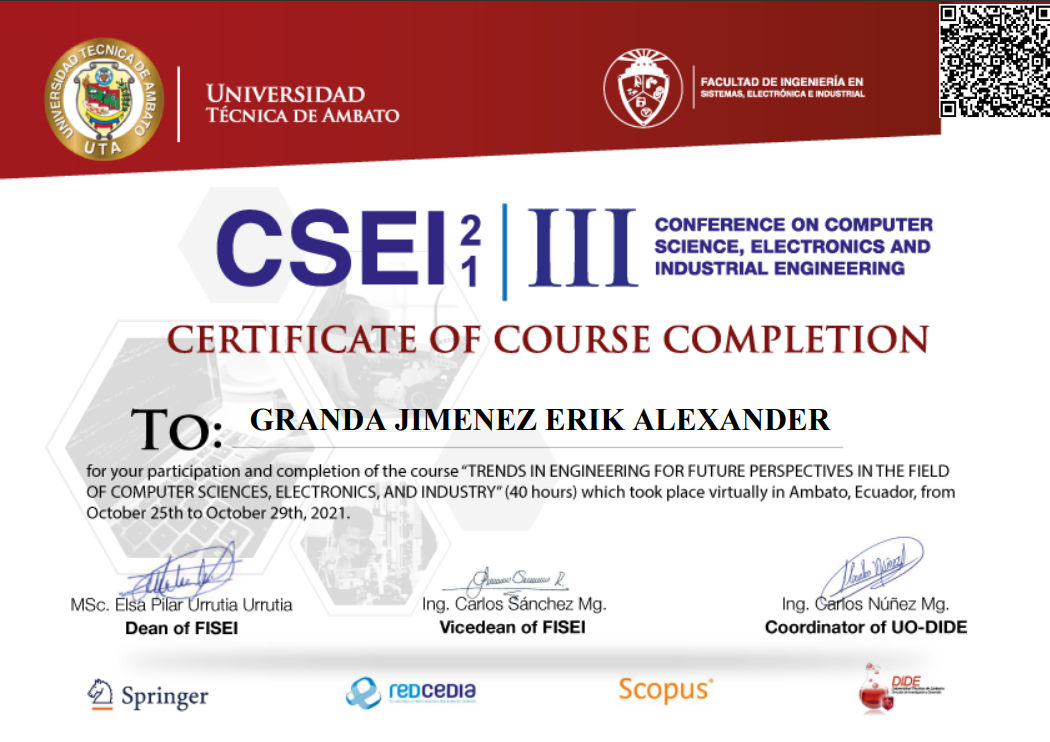 UNIVERSIDAD TECNICA DE AMBATO
UTA
UNIVERSIDAD
TÉCNICA DE AMBATO
FACULTAD DE INGENIERÍA EN
SISTEMAS, ELECTRÓNICA E INDUSTRIAL
CSEI 21
III
CONFERENCE ON COMPUTER
SCIENCE, ELECTRONICS AND
INDUSTRIAL ENGINEERING
CERTIFICATE OF COURSE COMPLETION
TO: GRANDA JIMENEZ ERIK ALEXANDER
for your participation and completion of the course “TRENDS IN ENGINEERING FOR FUTURE PERSPECTIVES IN THE FIELD
OF COMPUTER SCIENCES, ELECTRONICS, AND INDUSTRY” (40 hours) which took place virtually in Ambato, Ecuador, from
October 25th to October 29th, 2021.
MSc. Elsa Pilar Urrutia Urrutia
Dean of FISEI
Ing. Carlos Sánchez Mg.
Vicedean of FISEI
Ing. Carlos Núñez Mg.
Coordinator of UO-DIDE
Springer
redcedia
Scopus®
DIDE